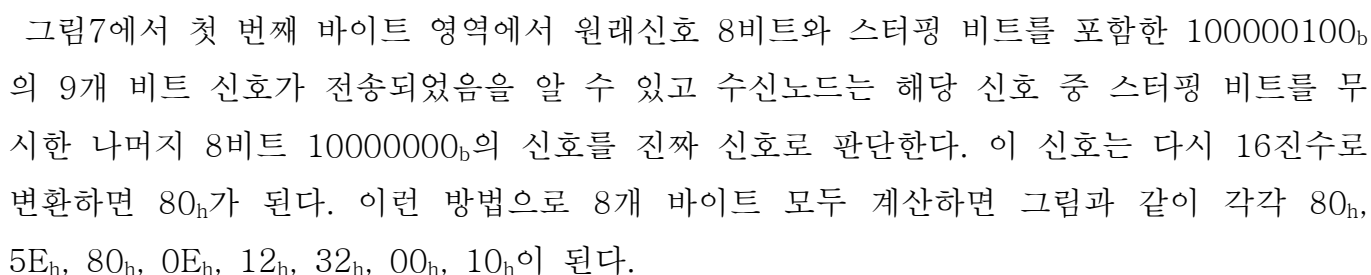 그림7에서 첫 번째 바이트 영역에서 원래신호 8비트와 스터핑 비트를 포함한 100000100b
의 9개 비트 신호가 전송되었음을 알 수 있고 수신노드는 해당 신호 중 스터핑 비트를 무
시한 나머지 8비트 10000000b의 신호를 진짜 신호로 판단한다. 이 신호는 다시 16진수로
변환하면 80h가 된다. 이런 방법으로 8개 바이트 모두 계산하면 그림과 같이 각각 80h,
5Eh, 80h, 0Eh, 12h, 32h, 00h, 10h이 된다.